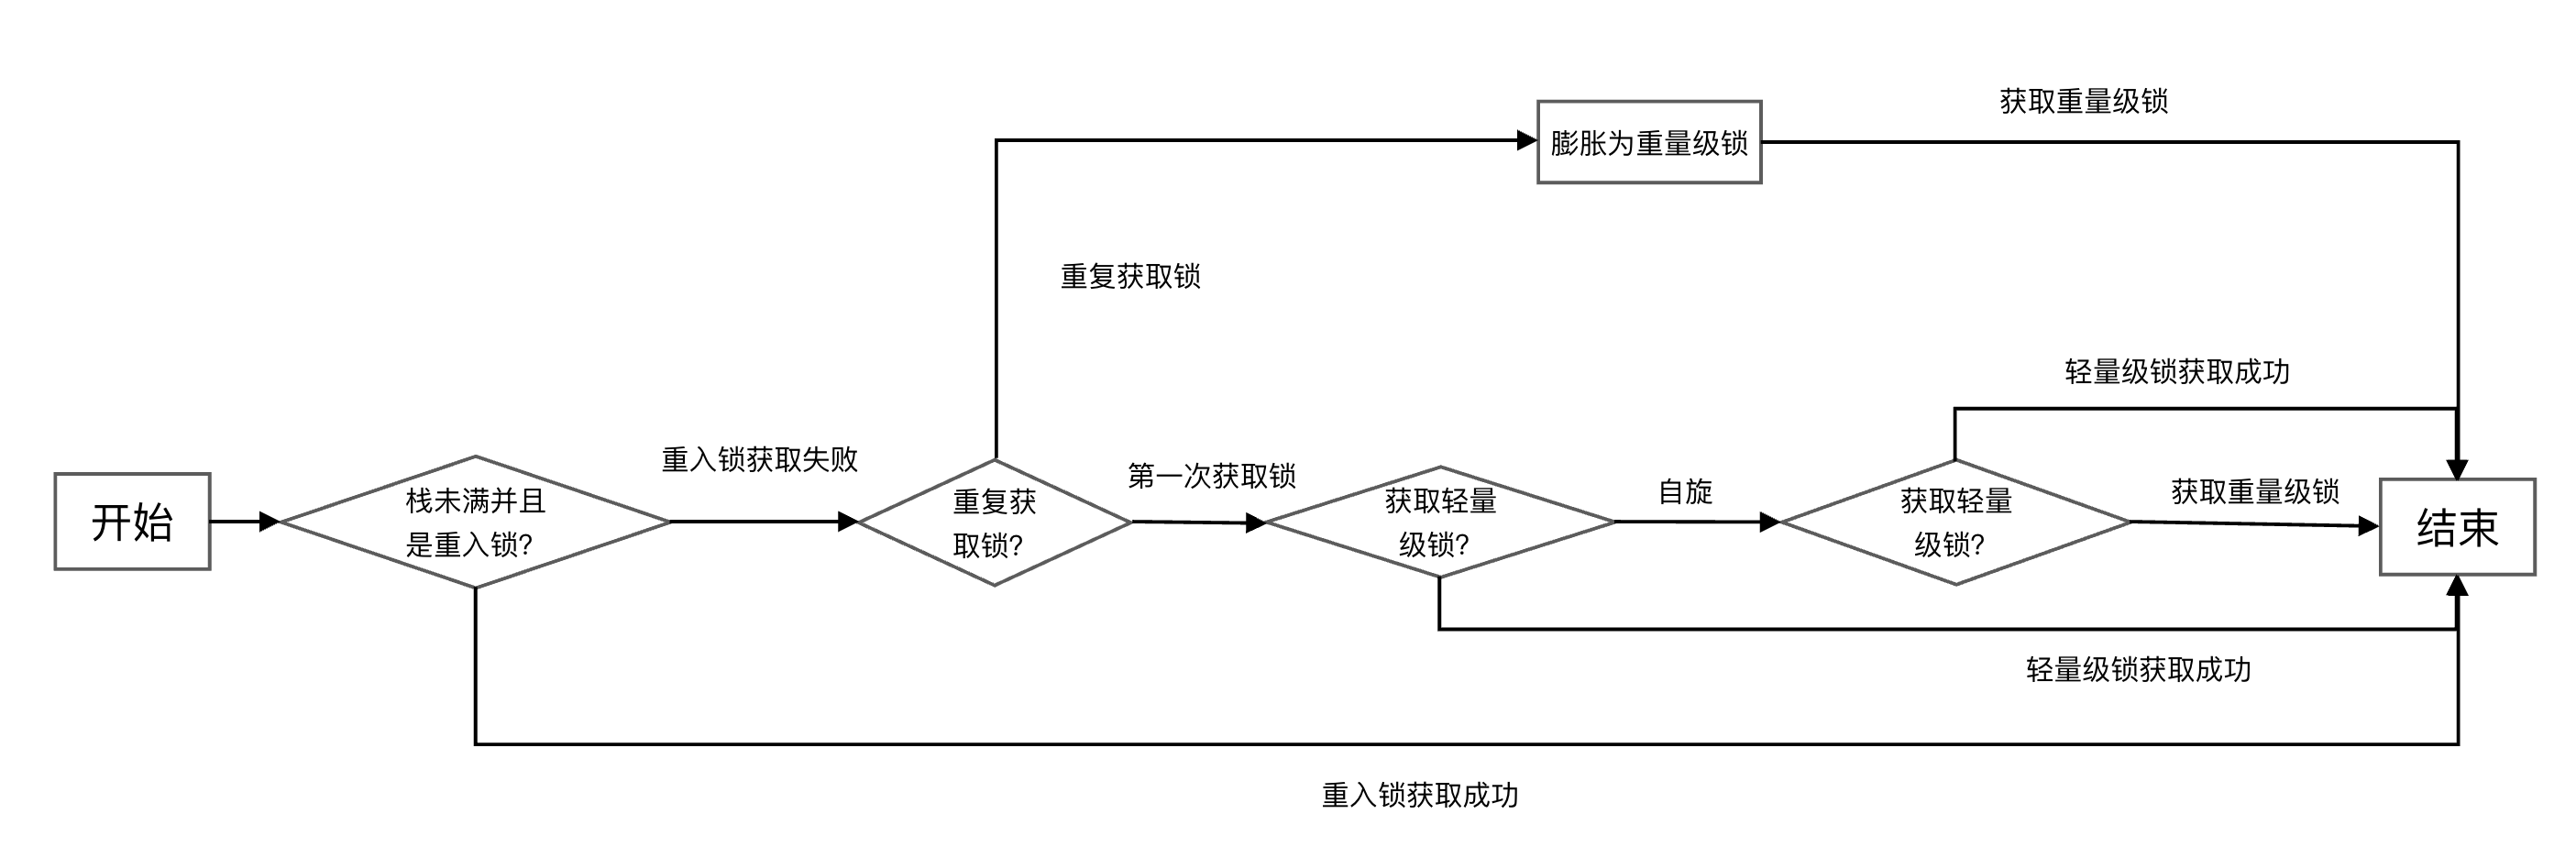 获取重量级锁
膨胀为重量级锁
重复获取锁
轻量级锁获取成功
重入锁获取失败
第一次获取锁
自旋
获取重量级锁
开始
栈未满并且
是重入锁?
重复获
取锁?
获取轻量
级锁?
获取轻量
级锁?
结束
轻量级锁获取成功
重入锁获取成功